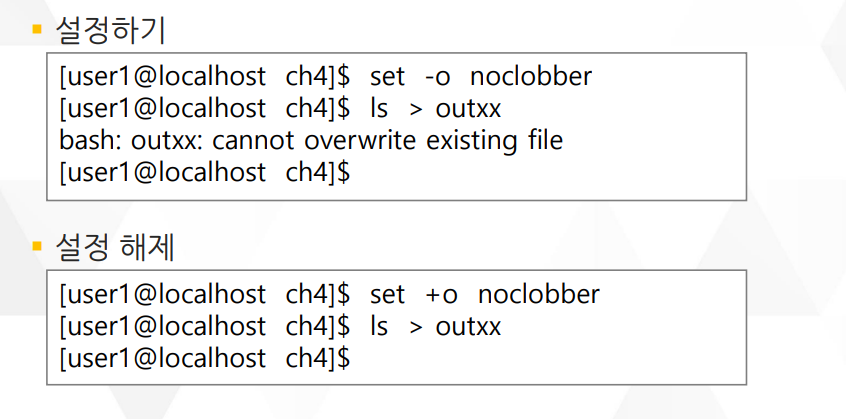 설정하기
[user1@localhost ch4]$ set -o noclobber
[user1@localhost ch4]$ ls > outxx
bash: outxx: cannot overwrite existing file
[user1@localhost ch4]$
설정 해제
[user1@localhost ch4]$ set +o noclobber
[user1@localhost ch4]$ ls > outxx
[user1@localhost ch4]$